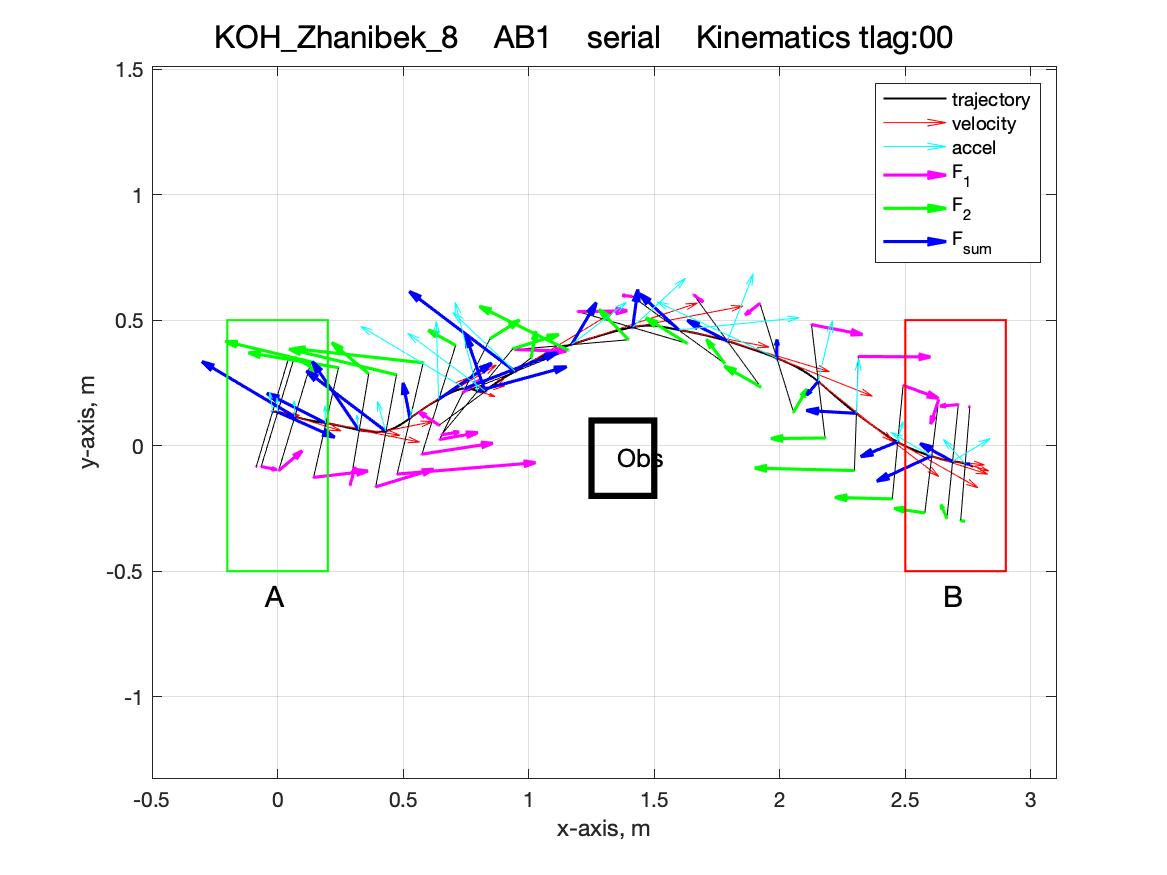 KOH_Zhanibek_8 AB1 serial Kinematics tlag:00
1.5
1
0.5
0
-0.5
-1
y-axis, m
trajectory
velocity
accel
F1
F2
Fsum
Obs
A
B
-0.5 0 0.5 1 1.5 2 2.5 3
x-axis, m